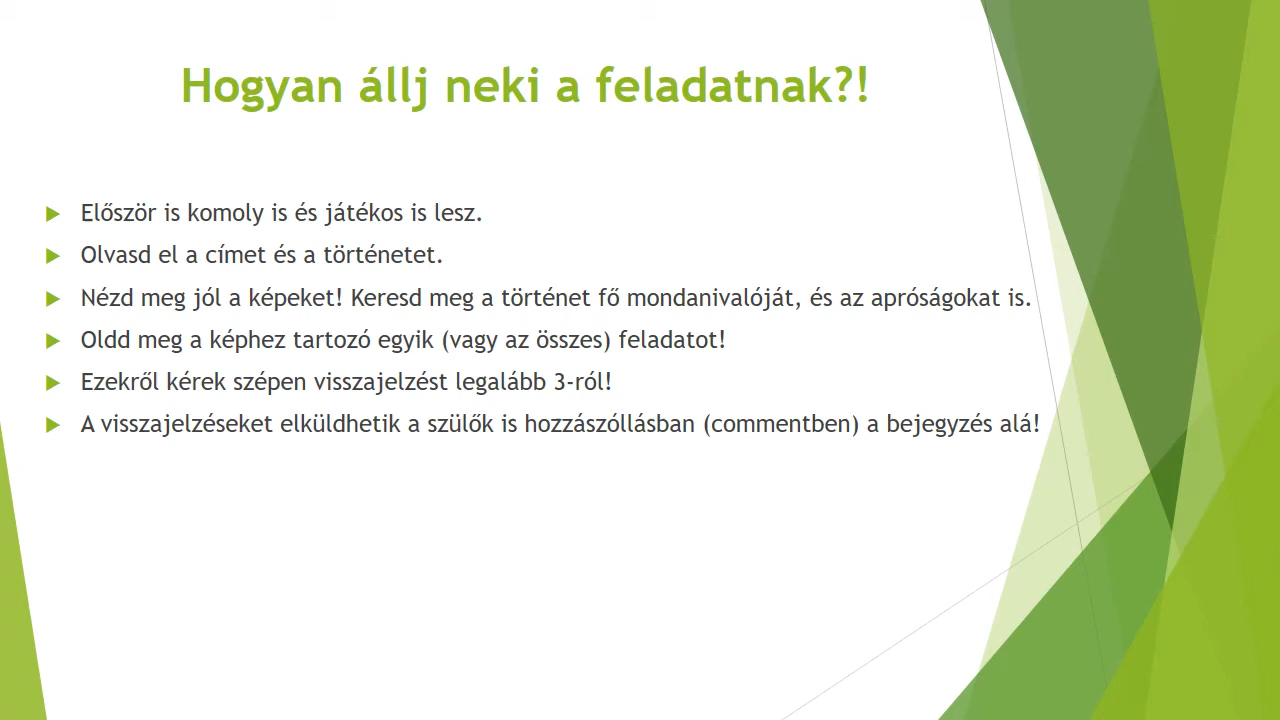 Hogyan állj neki a feladatnak?!
Először is komoly is és játékos is lesz.
Olvasd el a címet és a történetet.
Nézd meg jól a képeket! Keresd meg a történet fő mondanivalóját, és az apróságokat is.
Oldd meg a képhez tartozó egyik (vagy az összes) feladatot!
Ezekről kérek szépen visszajelzést legalább 3-ról!
A visszajelzéseket elküldhetik a szülők is hozzászóllásban (commentben) a bejegyzés alá!